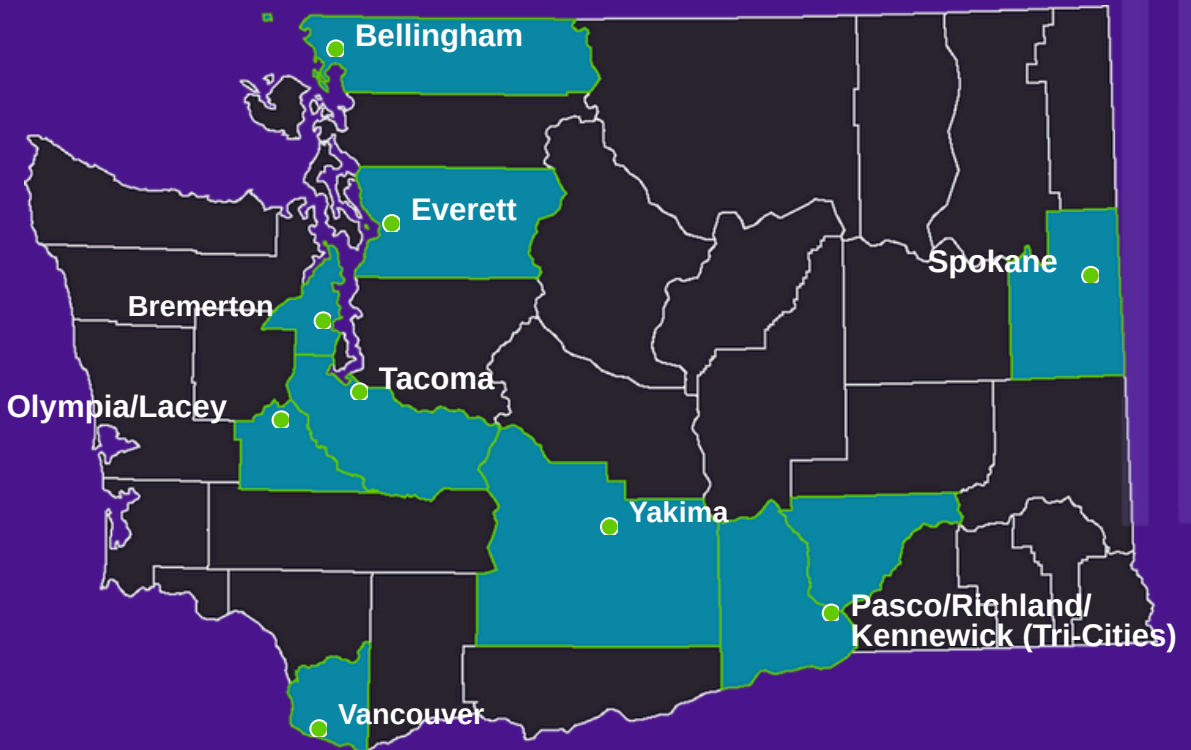 Bellingham
Everett
Spokane
Bremerton
Tacoma
Olympia/Lacey
Yakima
Pasco/Richland/
Kennewick (Tri-Cities)
Vancouver